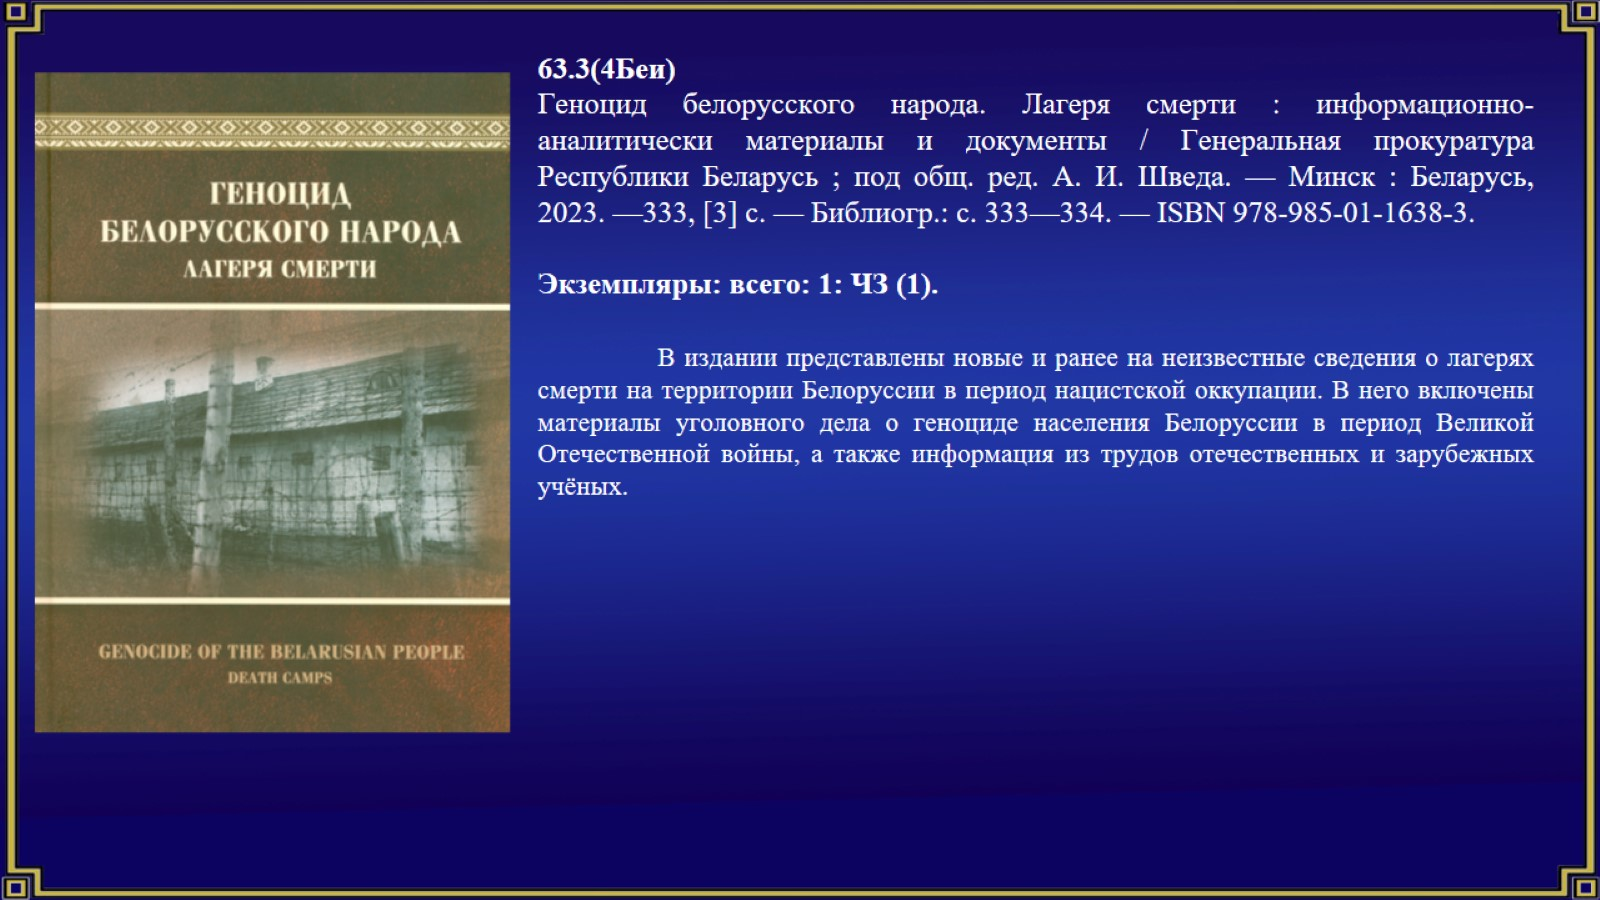 ГЕНОЦИД
БЕЛОРУССКОГО НАРОДА
ЛАГЕРЯ СМЕРТИ
GENOCIDE OF THE BELARUSIAN PEOPLE
DEATH CAMPS
63.3(4Беи)
Геноцид белорусского народа. Лагеря смерти : информационно-
аналитически материалы и документы / Генеральная прокуратура
Республики Беларусь ; под общ. ред. А. И. Шведа. — Минск : Беларусь,
2023. —333, [3] с. — Библиогр.: с. 333—334. — ISBN 978-985-01-1638-3.
Экземпляры: всего: 1: ЧЗ (1).
В издании представлены новые и ранее на неизвестные сведения о лагерях
смерти на территории Белоруссии в период нацистской оккупации. В него включены
материалы уголовного дела о геноциде населения Белоруссии в период Великой
Отечественной войны, а также информация из трудов отечественных и зарубежных
учёных.